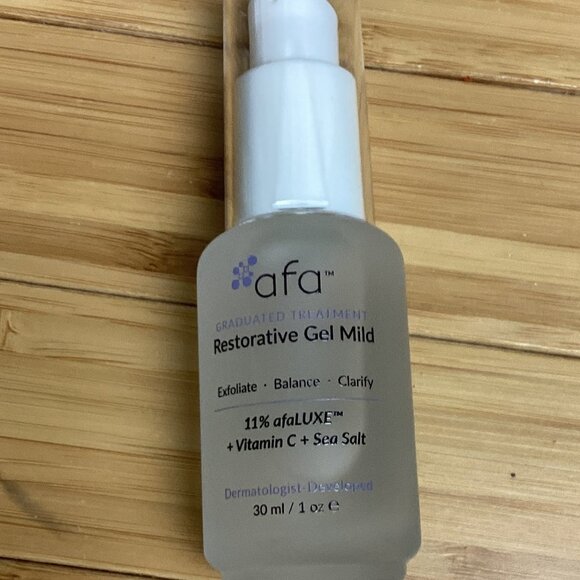 afa™
GRADUATED TREATMENT
Restorative Gel Mild
Exfoliate · Balance · Clarify
11% afaLUXE™
+ Vitamin C + Sea Salt
Dermatologist-Developed
30 ml / 1 oz ℮